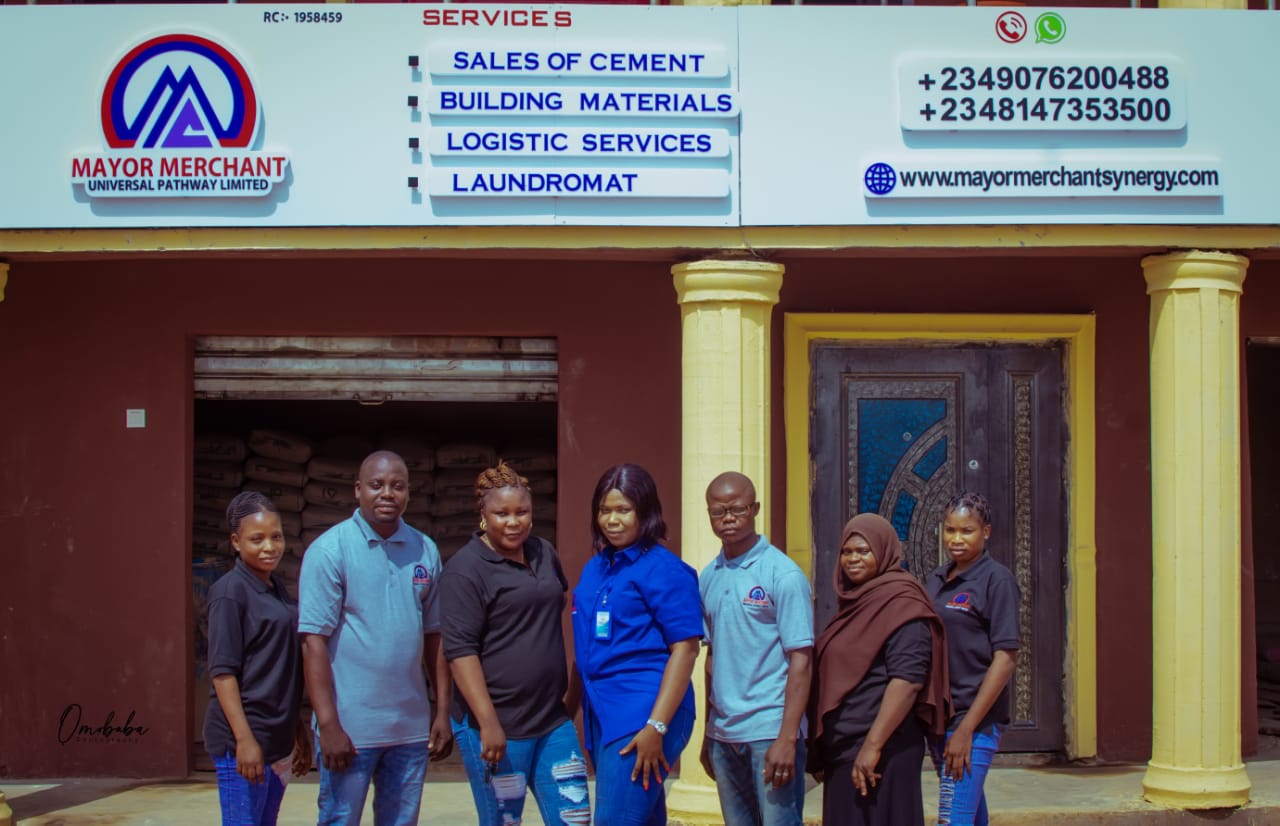 RC:- 1958459
MAYOR MERCHANT
UNIVERSAL PATHWAY LIMITED
SERVICES
SALES OF CEMENT
BUILDING MATERIALS
LOGISTIC SERVICES
LAUNDROMAT
+2349076200488
+2348147353500
www.mayormerchantsynergy.com
Omobaba
PHOTOGRAPHY